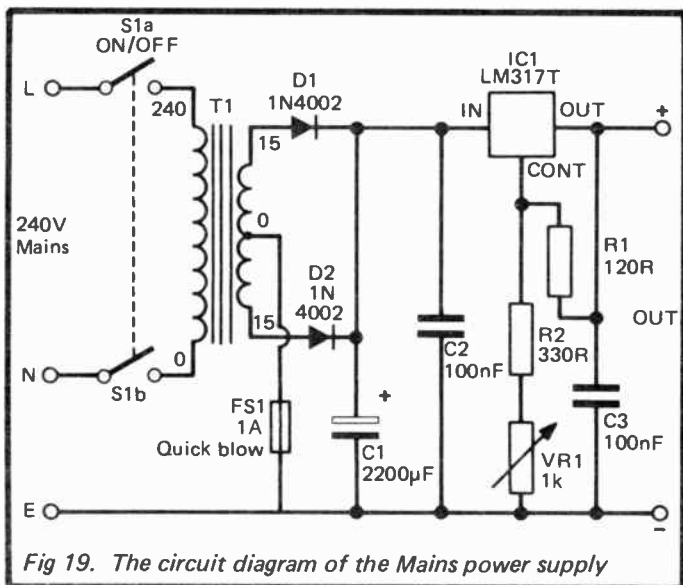 S1a
ON/OFF
L
240
T1
D1
1N4002
15
0
IC1
LM317T
IN
OUT
+
CONT
240V
Mains
D2
1N
4002
15
R1
120R
OUT
C2
100nF
R2
330R
N
0
S1b
FS1
1A
Quick blow
+
C1
2200µF
VR1
1k
C3
100nF
E
-
Fig 19. The circuit diagram of the Mains power supply